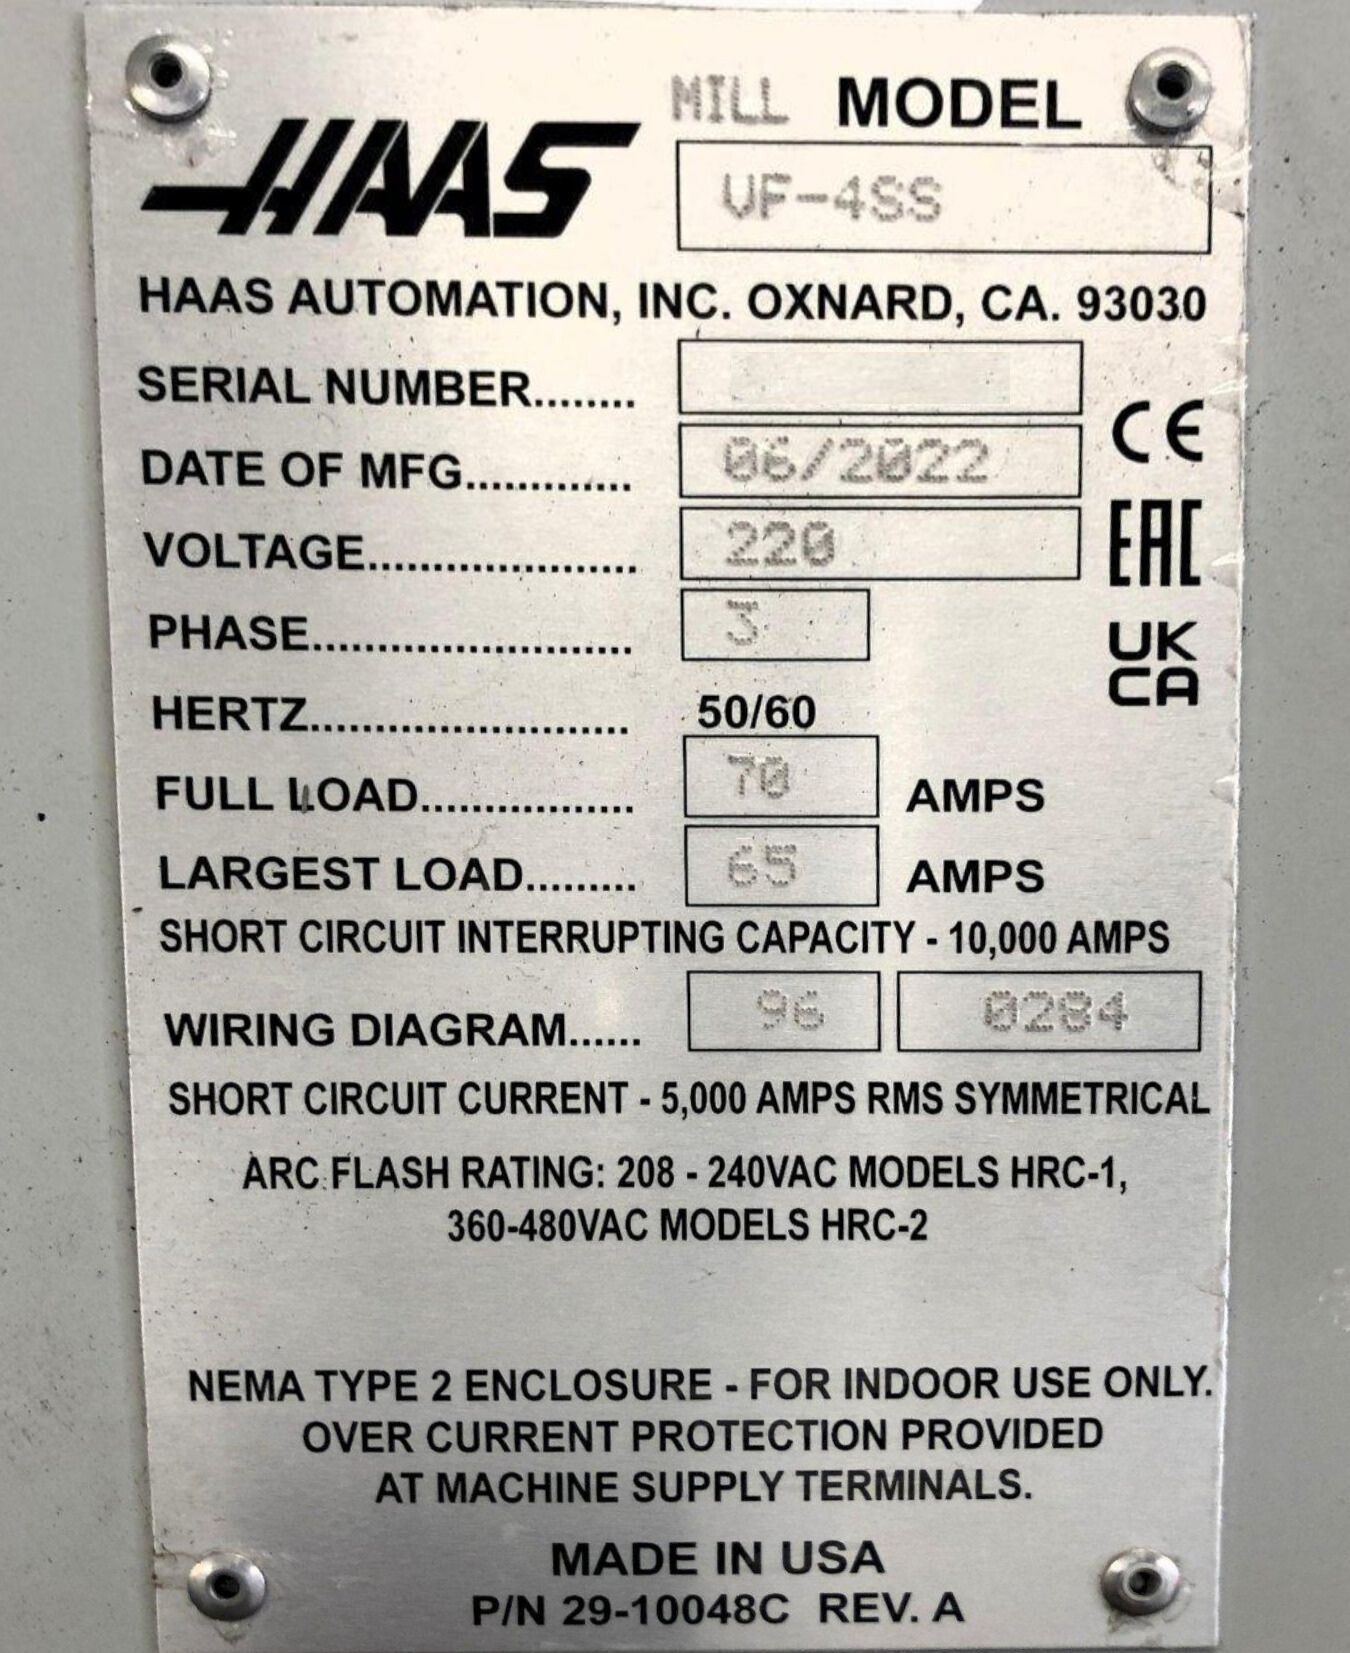 MILL MODEL
HAAS
VF-4SS
HAAS AUTOMATION, INC. OXNARD, CA. 93030
SERIAL NUMBER........
DATE OF MFG............. 06/2022
CE
VOLTAGE..................... 220
EAC
PHASE......................... 3
UK
CA
HERTZ......................... 50/60
FULL LOAD................. 70 AMPS
LARGEST LOAD......... 65 AMPS
SHORT CIRCUIT INTERRUPTING CAPACITY - 10,000 AMPS
WIRING DIAGRAM...... 96 0284
SHORT CIRCUIT CURRENT - 5,000 AMPS RMS SYMMETRICAL
ARC FLASH RATING: 208 - 240VAC MODELS HRC-1,
360-480VAC MODELS HRC-2
NEMA TYPE 2 ENCLOSURE - FOR INDOOR USE ONLY.
OVER CURRENT PROTECTION PROVIDED
AT MACHINE SUPPLY TERMINALS.
MADE IN USA
P/N 29-10048C REV. A